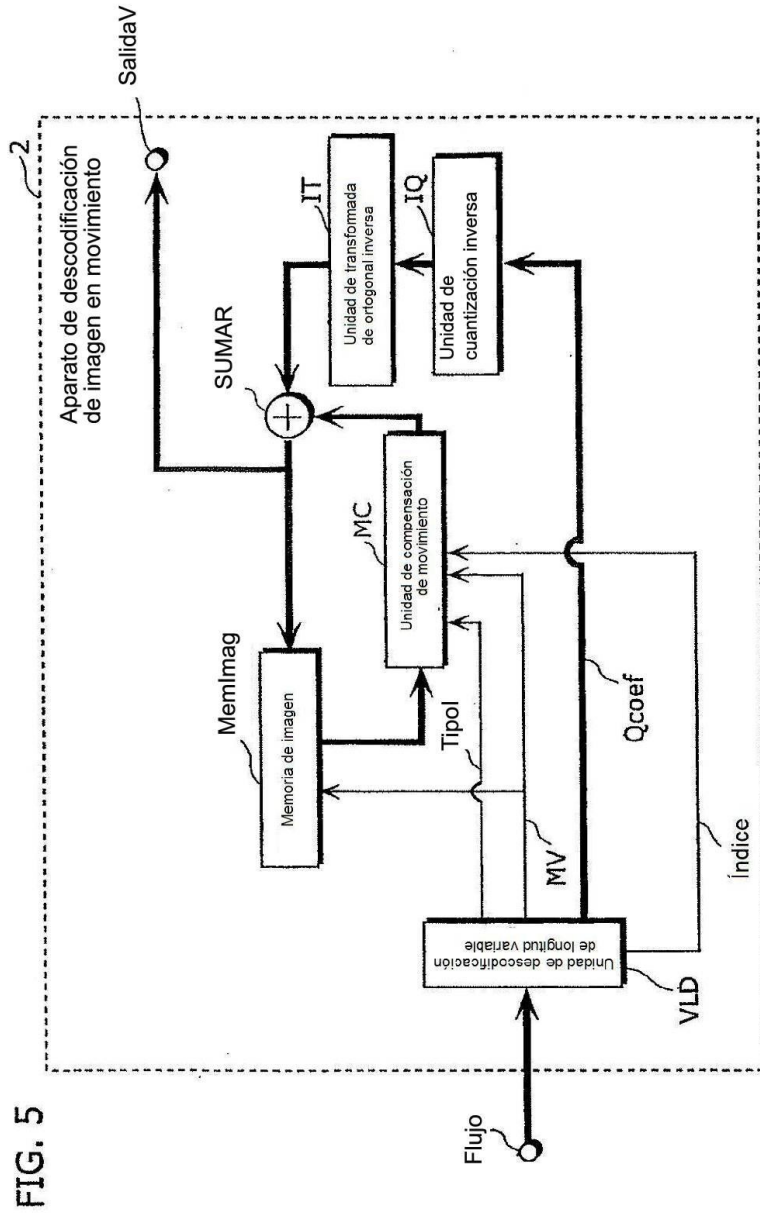 FIG. 5
2
Aparato de descodificación
de imagen en movimiento
SalidaV
SUMAR
IT
Unidad de transformada
de ortogonal inversa
IQ
Unidad de
cuantización inversa
MemImag
Memoria de imagen
MC
Unidad de compensación
de movimiento
TipoI
MV
Qcoef
Índice
Unidad de descodificación
de longitud variable
VLD
Flujo